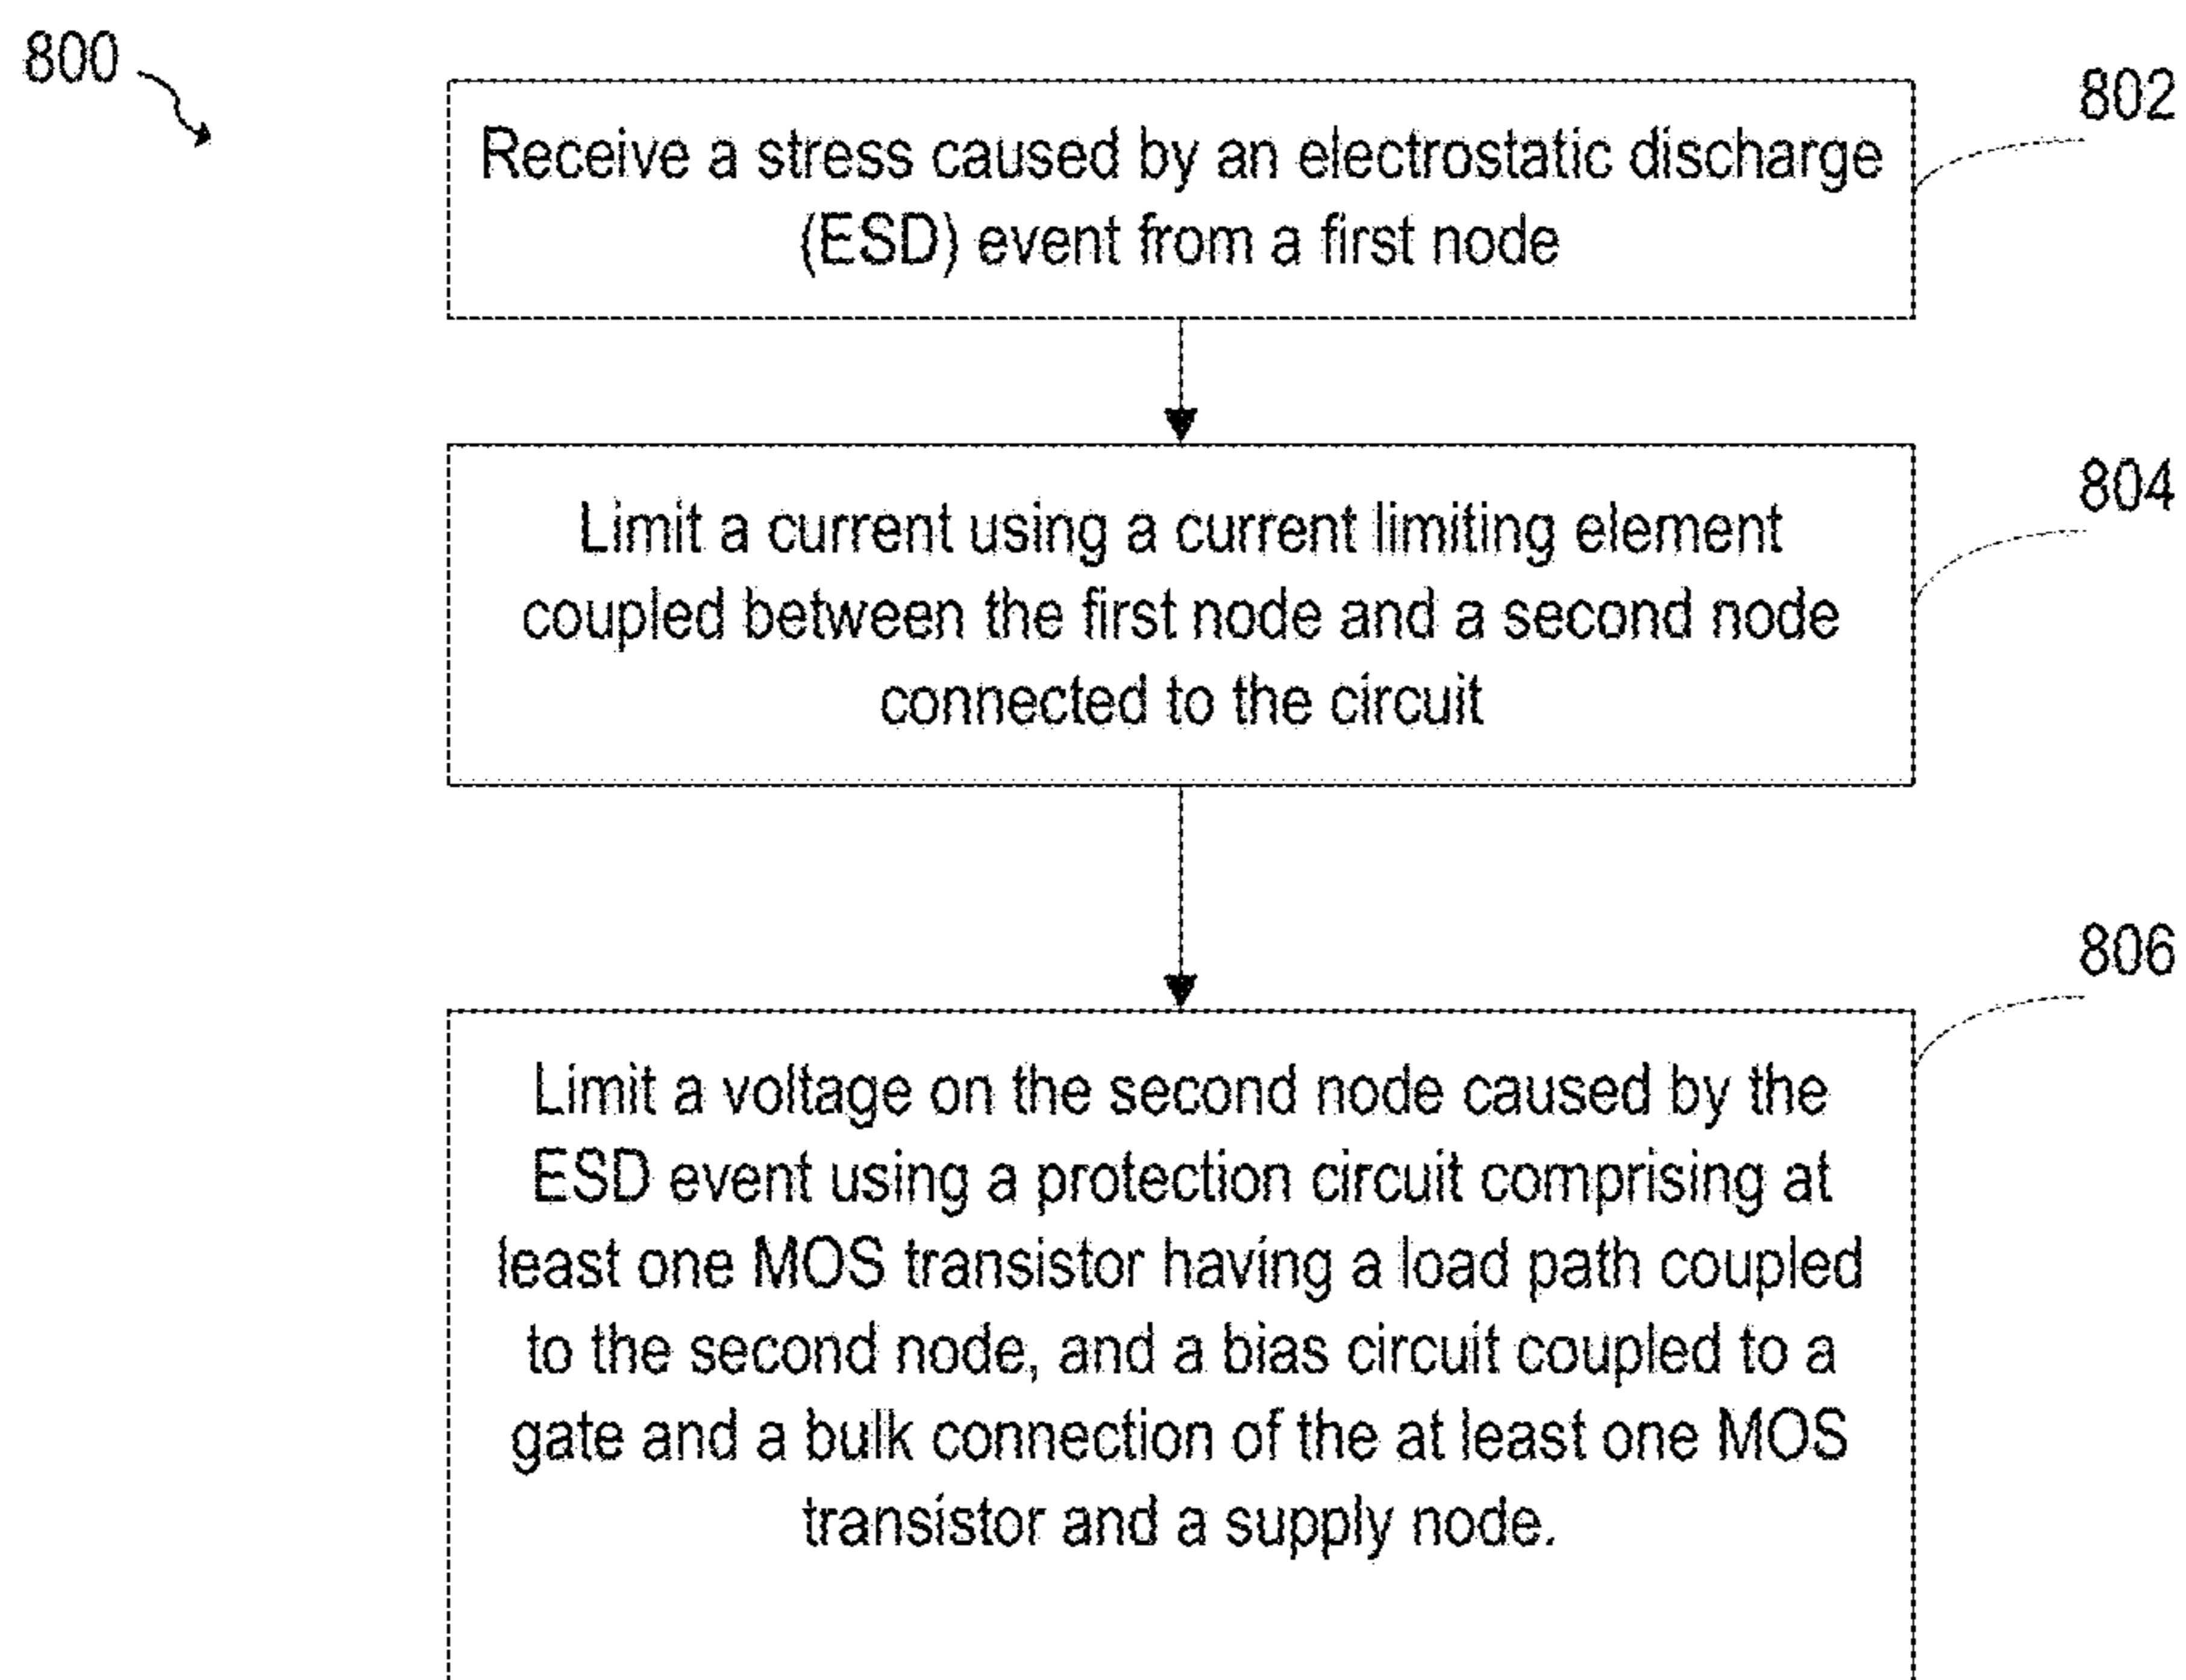 800
802
Receive a stress caused by an electrostatic discharge
(ESD) event from a first node
804
Limit a current using a current limiting element
coupled between the first node and a second node
connected to the circuit
806
Limit a voltage on the second node caused by the
ESD event using a protection circuit comprising at
least one MOS transistor having a load path coupled
to the second node, and a bias circuit coupled to a
gate and a bulk connection of the at least one MOS
transistor and a supply node.